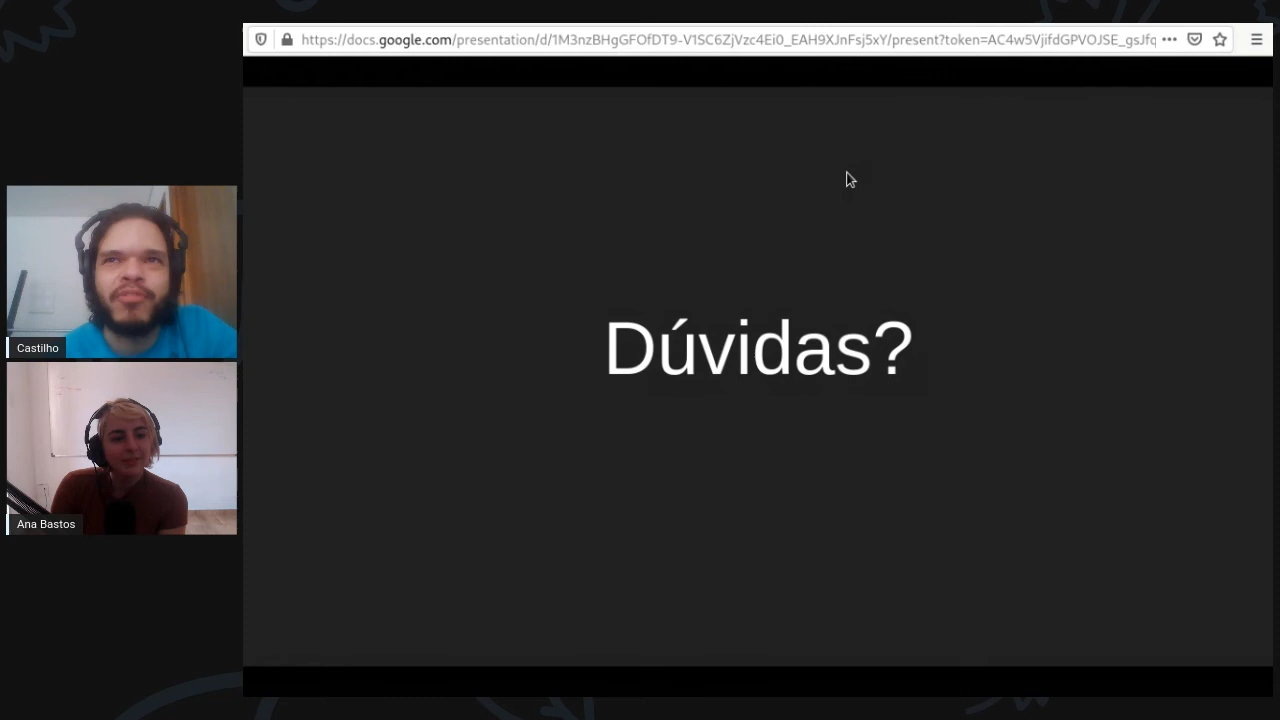 https://docs.google.com/presentation/d/1M3nzBHgGFOfDT9-V1SC6ZjVzc4Ei0_EAH9XJnFsj5xY/present?token=AC4w5VjifdGPVOJSE_gsJfq
Dúvidas?
Castilho
Ana Bastos